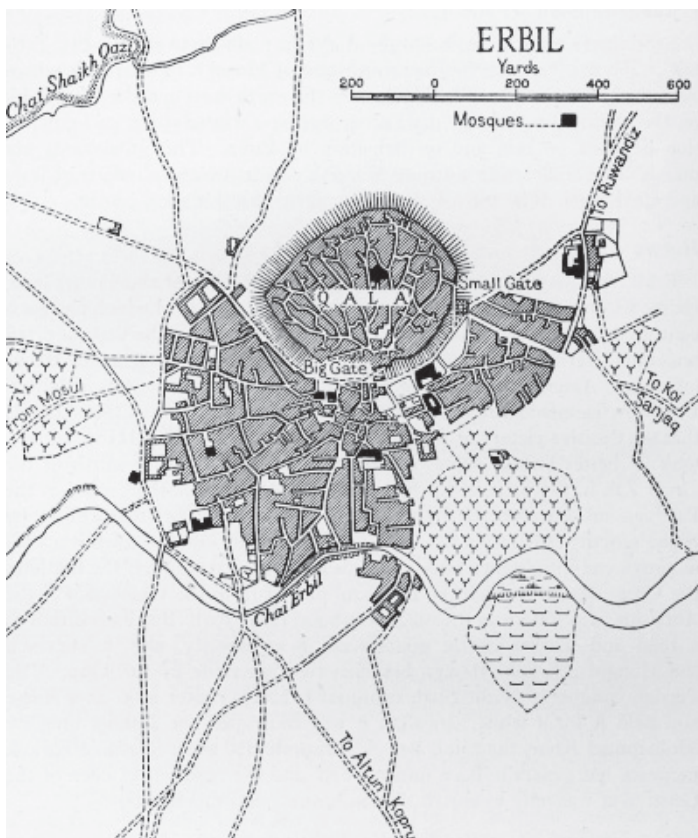 ERBIL
Yards
200 0 200 400 600
Mosques
Chai Shaikh Qazi
To Ruwandiz
QALA
Small Gate
Big Gate
From Mosul
To Koi
Sanjaq
Chai Erbil
To Altun Kopru